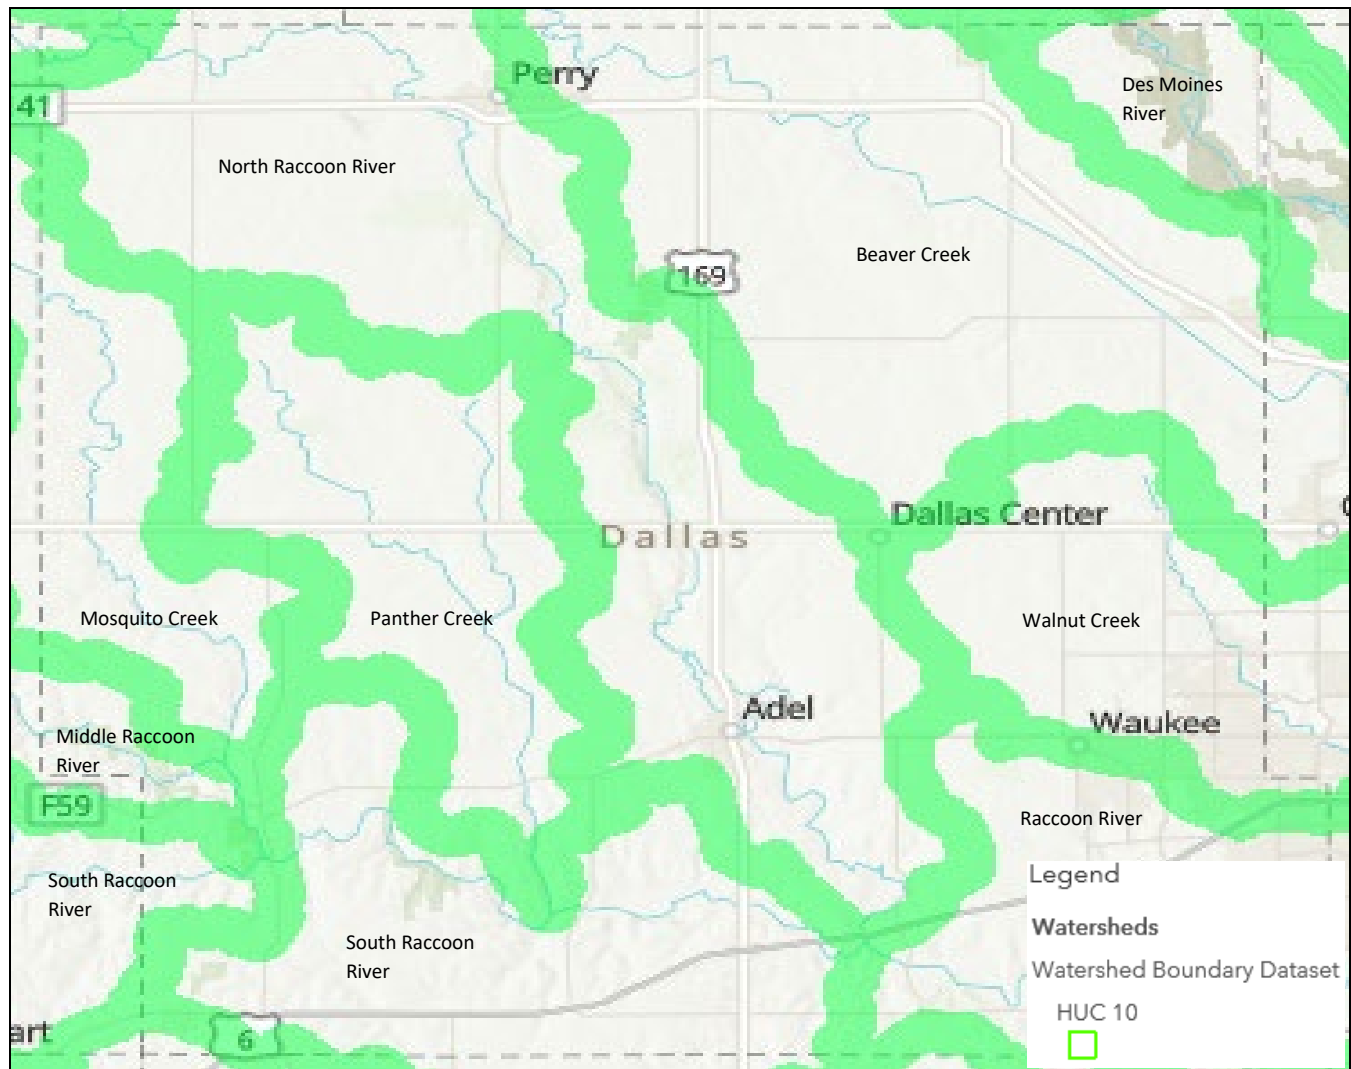 Perry
Des Moines
River
41
North Raccoon River
Beaver Creek
169
Dallas Center
Dallas
Mosquito Creek
Panther Creek
Walnut Creek
Adel
Waukee
Middle Raccoon
River
F59
Raccoon River
South Raccoon
River
Legend
Watersheds
Watershed Boundary Dataset
HUC 10
South Raccoon
River
art
6